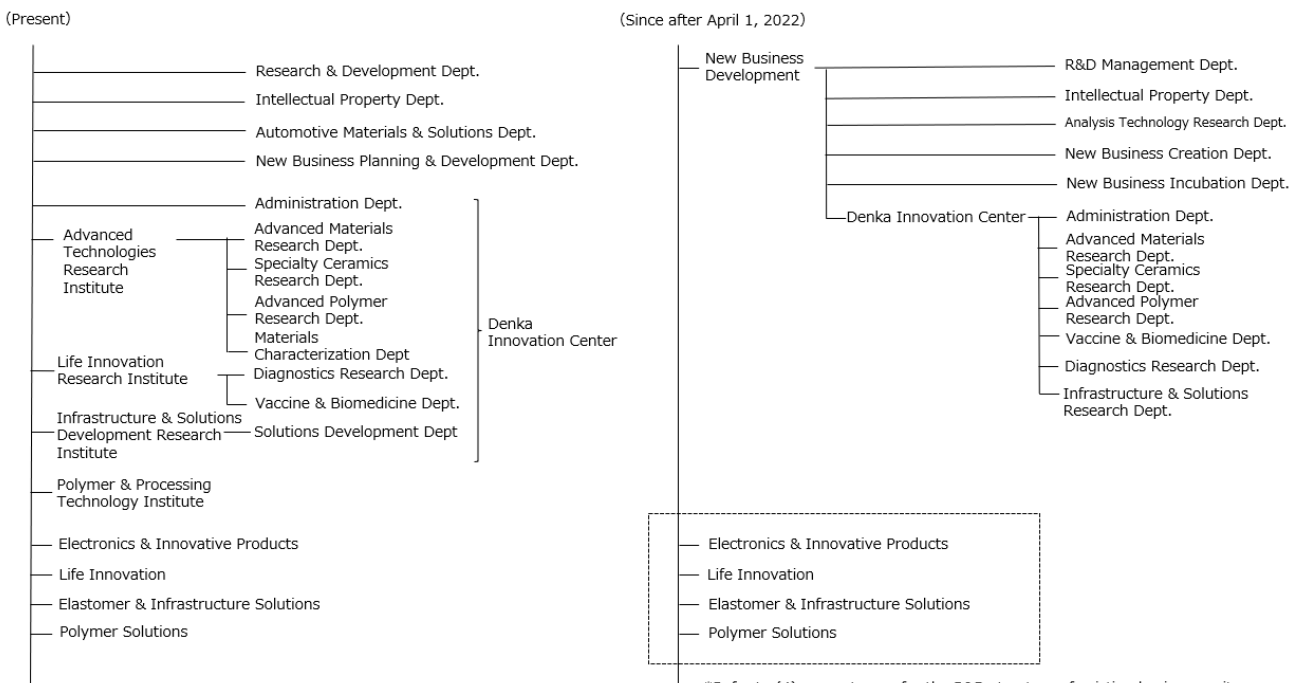 (Present)
Research & Development Dept.
Intellectual Property Dept.
Automotive Materials & Solutions Dept.
New Business Planning & Development Dept.
Administration Dept.
Advanced
Technologies
Research
Institute
Advanced Materials
Research Dept.
Specialty Ceramics
Research Dept.
Advanced Polymer
Research Dept.
Materials
Characterization Dept
Denka
Innovation Center
Life Innovation
Research Institute
Diagnostics Research Dept.
Vaccine & Biomedicine Dept.
Infrastructure & Solutions
Development Research
Institute
Solutions Development Dept
Polymer & Processing
Technology Institute
Electronics & Innovative Products
Life Innovation
Elastomer & Infrastructure Solutions
Polymer Solutions
(Since after April 1, 2022)
New Business
Development
R&D Management Dept.
Intellectual Property Dept.
Analysis Technology Research Dept.
New Business Creation Dept.
New Business Incubation Dept.
Denka Innovation Center
Administration Dept.
Advanced Materials
Research Dept.
Specialty Ceramics
Research Dept.
Advanced Polymer
Research Dept.
Vaccine & Biomedicine Dept.
Diagnostics Research Dept.
Infrastructure & Solutions
Research Dept.
Electronics & Innovative Products
Life Innovation
Elastomer & Infrastructure Solutions
Polymer Solutions